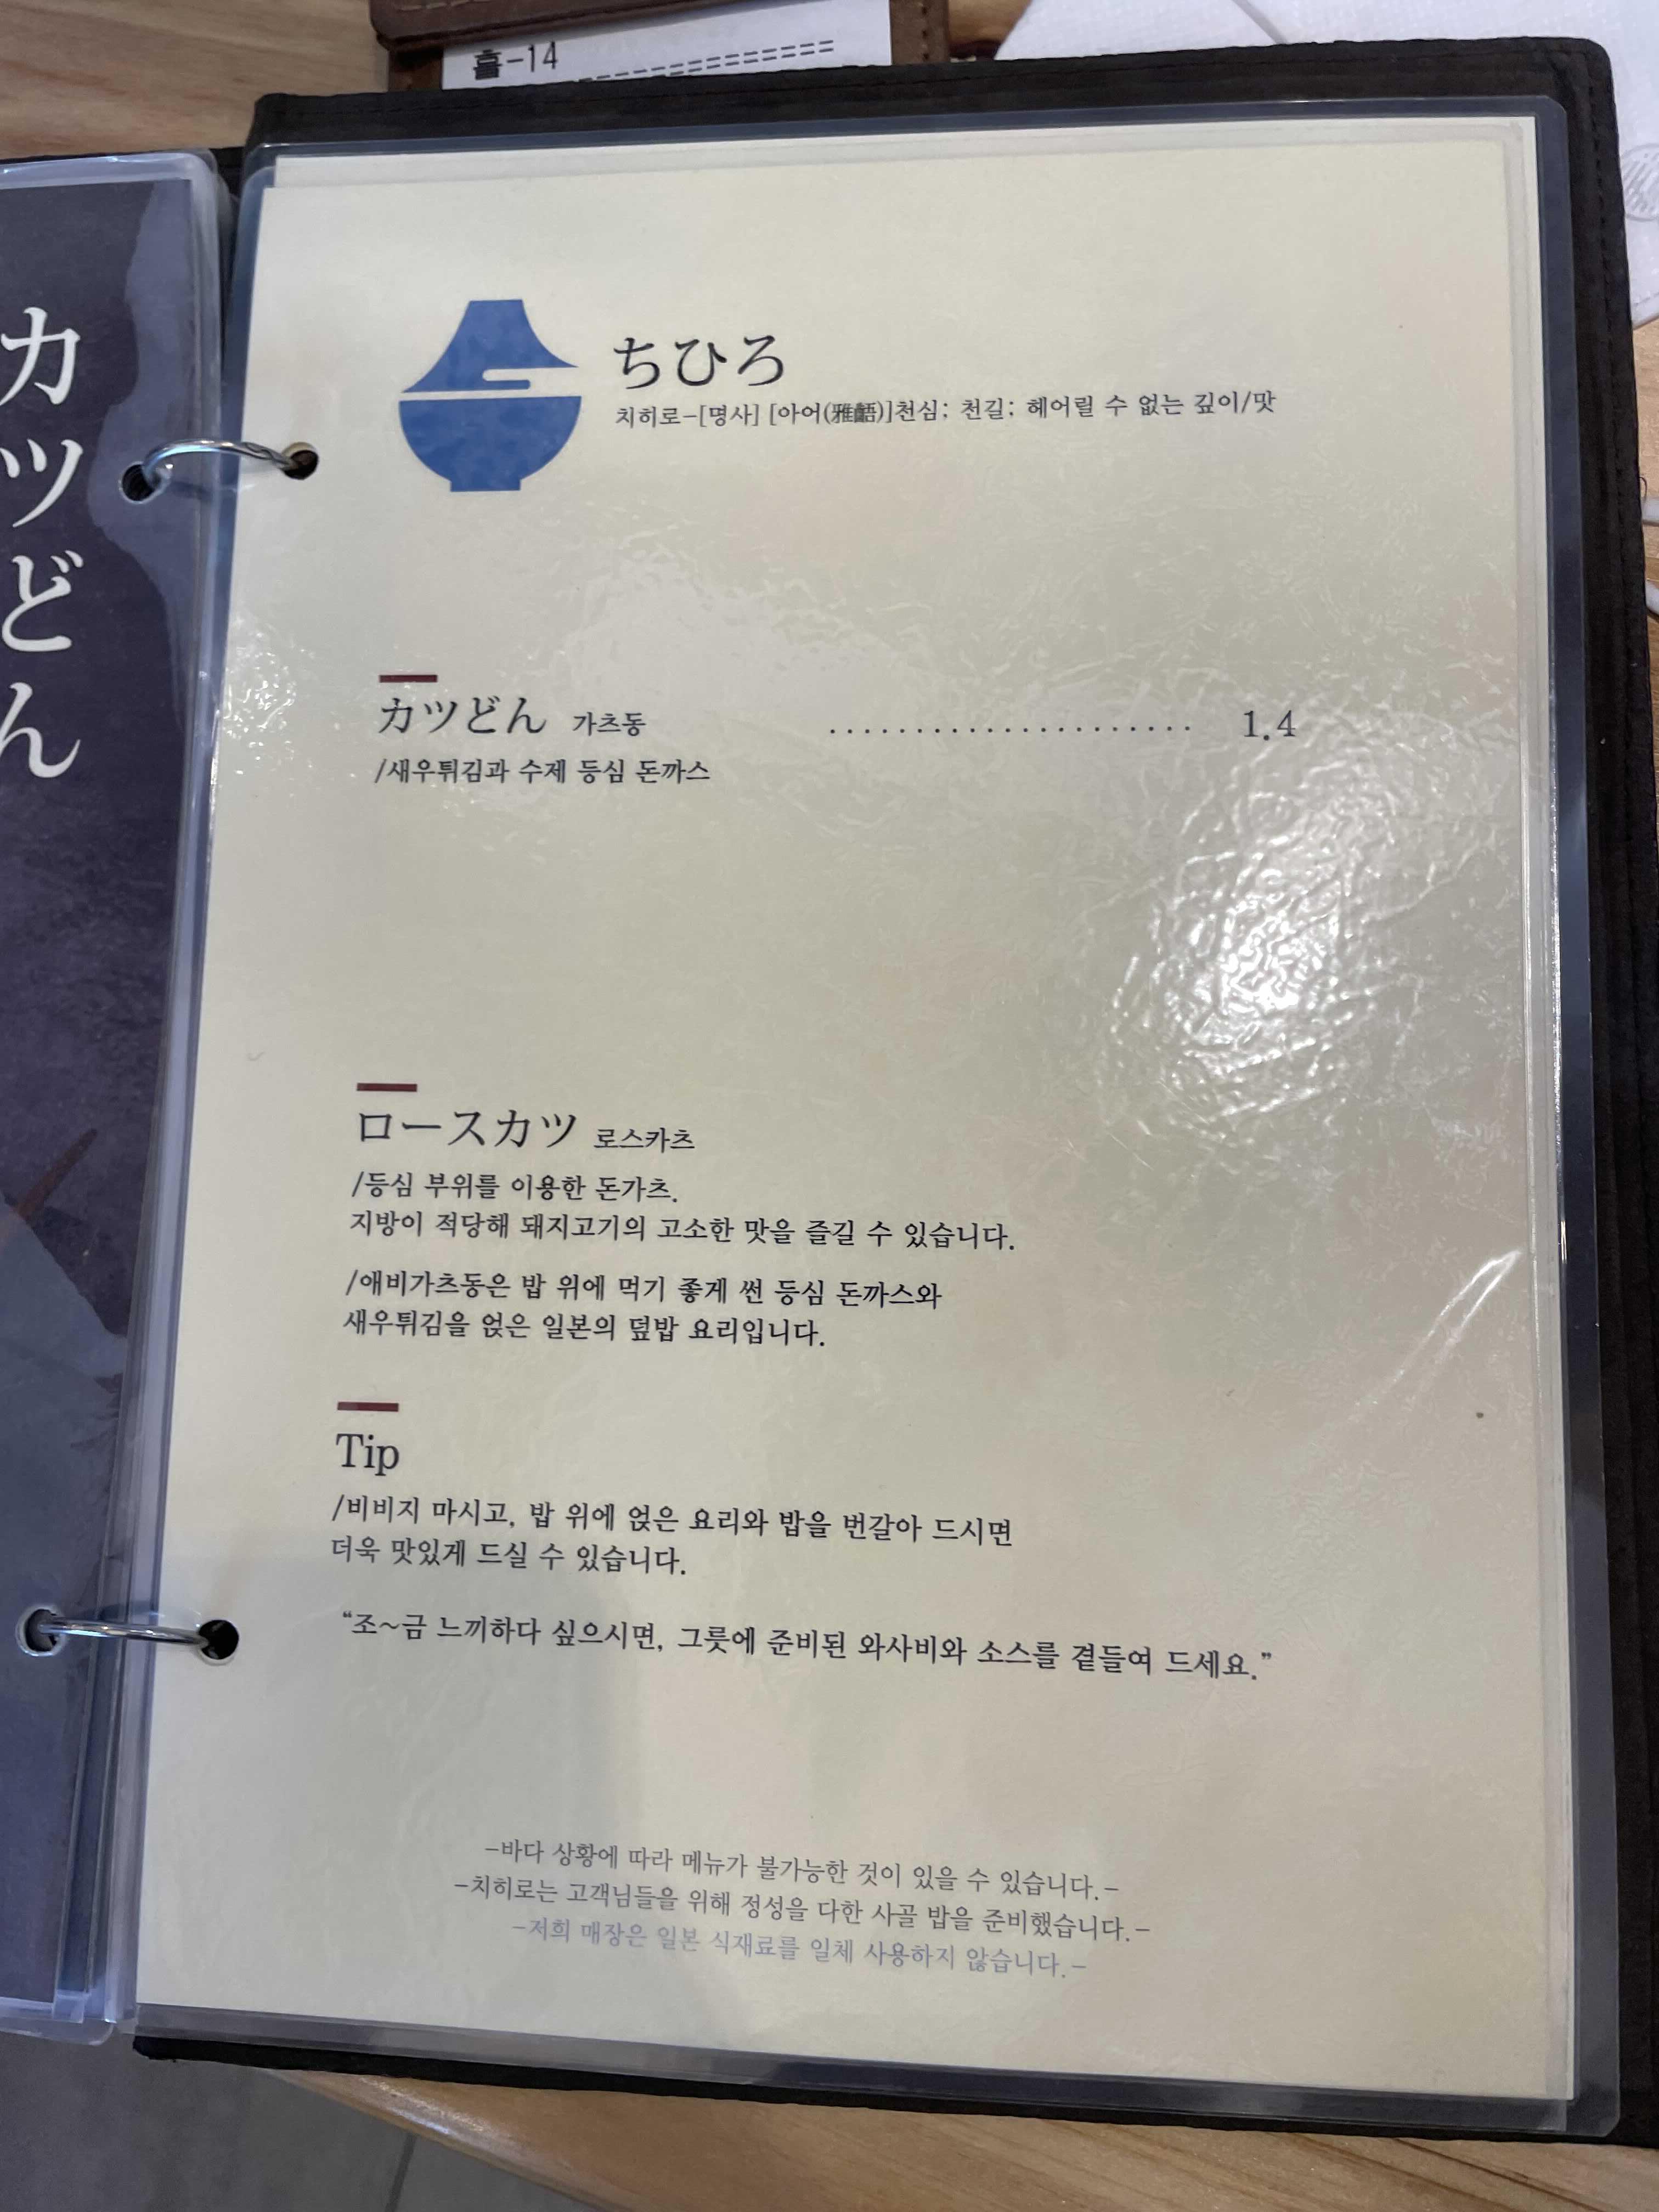 홀-14
===============
カツどん
ちひろ
치히로-[명사] [아어(雅語)]천심; 천길; 헤어릴 수 없는 깊이/맛
カツどん 가츠동 ..................... 1.4
/새우튀김과 수제 등심 돈까스
ロースカツ 로스카츠
/등심 부위를 이용한 돈가츠.
지방이 적당해 돼지고기의 고소한 맛을 즐길 수 있습니다.
/애비가츠동은 밥 위에 먹기 좋게 썬 등심 돈까스와
새우튀김을 얹은 일본의 덮밥 요리입니다.
Tip
/비비지 마시고, 밥 위에 얹은 요리와 밥을 번갈아 드시면
더욱 맛있게 드실 수 있습니다.
“조~금 느끼하다 싶으시면, 그릇에 준비된 와사비와 소스를 곁들여 드세요.”
-바다 상황에 따라 메뉴가 불가능한 것이 있을 수 있습니다.-
-치히로는 고객님들을 위해 정성을 다한 사골 밥을 준비했습니다.-
-저희 매장은 일본 식재료를 일체 사용하지 않습니다.-